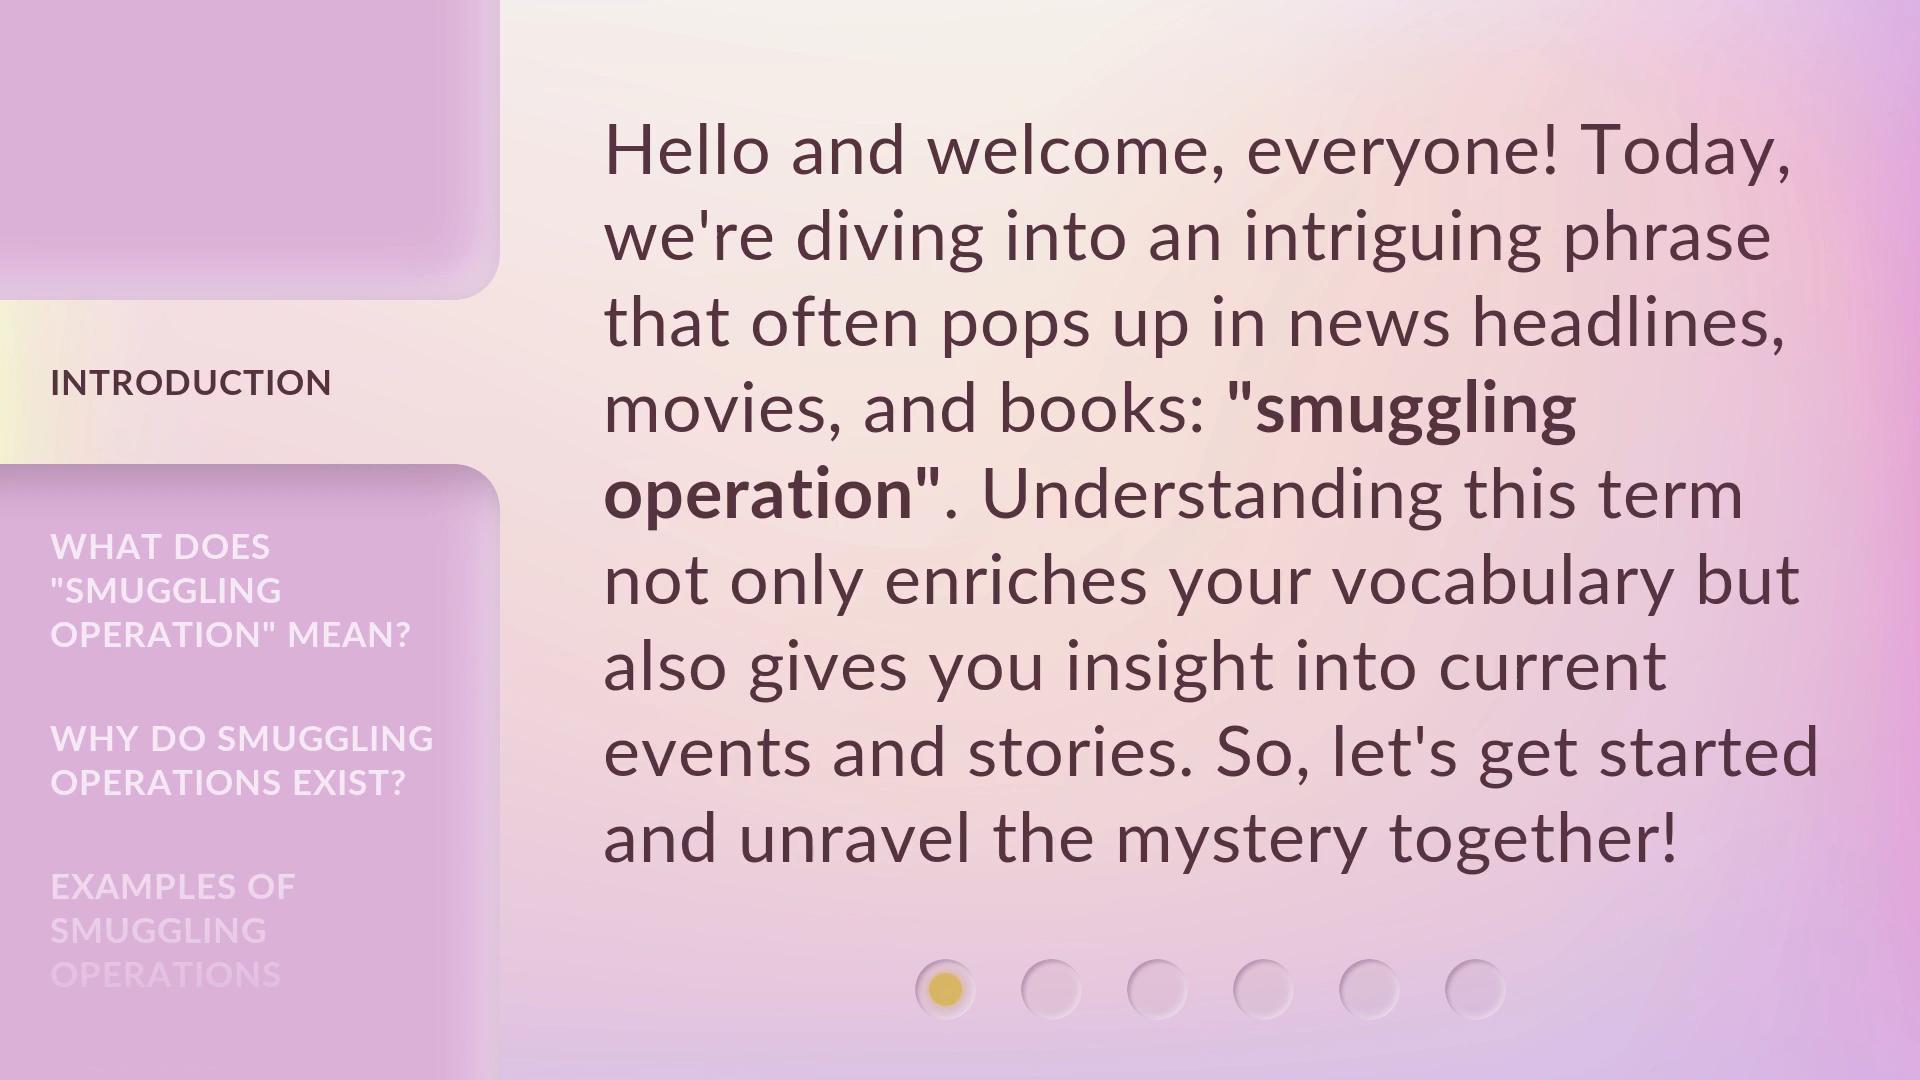 INTRODUCTION
WHAT DOES
"SMUGGLING
OPERATION" MEAN?
WHY DO SMUGGLING
OPERATIONS EXIST?
EXAMPLES OF
SMUGGLING
OPERATIONS
Hello and welcome, everyone! Today,
we're diving into an intriguing phrase
that often pops up in news headlines,
movies, and books: "smuggling
operation". Understanding this term
not only enriches your vocabulary but
also gives you insight into current
events and stories. So, let's get started
and unravel the mystery together!